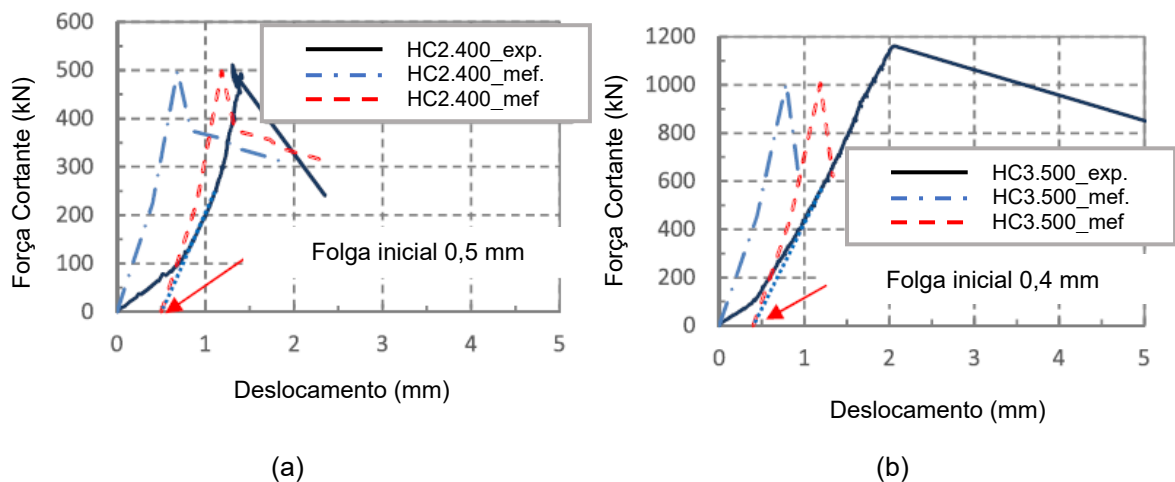 600
500
400
300
200
100
0
Força Cortante (kN)
HC2.400_exp.
HC2.400_mef.
HC2.400_mef
Folga inicial 0,5 mm
0 1 2 3 4 5
Deslocamento (mm)
(a)
1200
1000
800
600
400
200
0
Força Cortante (kN)
HC3.500_exp.
HC3.500_mef.
HC3.500_mef
Folga inicial 0,4 mm
0 1 2 3 4 5
Deslocamento (mm)
(b)